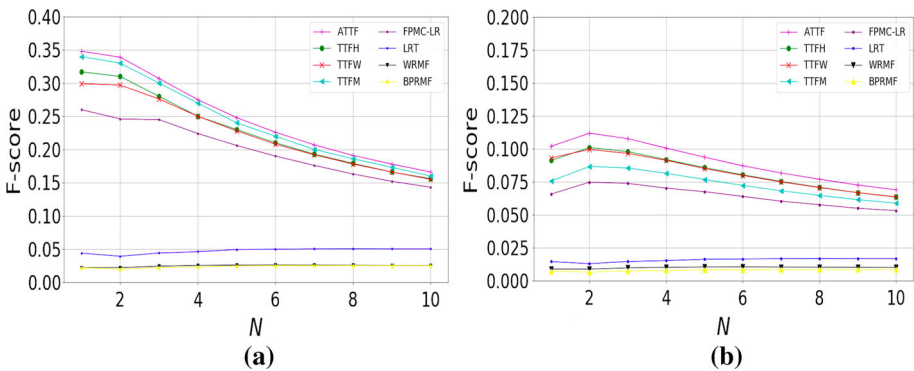 0.40
0.35
0.30
0.25
0.20
0.15
0.10
0.05
0.00
F-score
ATTF FPMC-LR
TTFH LRT
TTFW WRMF
TTFM BPRMF
2 4 6 8 10
N
(a)
0.200
0.175
0.150
0.125
0.100
0.075
0.050
0.025
0.000
F-score
ATTF FPMC-LR
TTFH LRT
TTFW WRMF
TTFM BPRMF
2 4 6 8 10
N
(b)